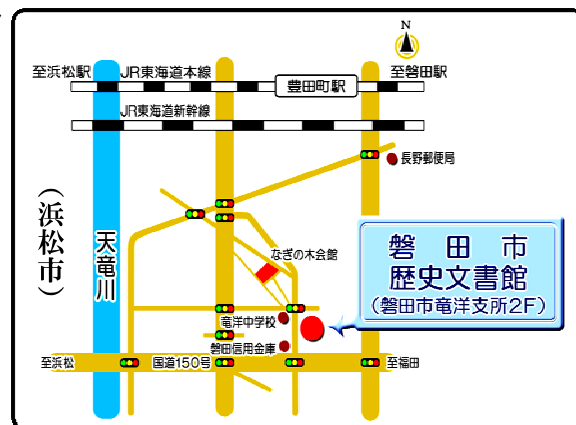 N
至浜松駅
JR東海道本線
豊田町駅
至磐田駅
JR東海道新幹線
長野郵便局
(浜松市)
天竜川
なぎの木会館
磐田市
歴史文書館
(磐田市竜洋支所2F)
竜洋中学校
磐田信用金庫
至浜松
国道150号
至福田